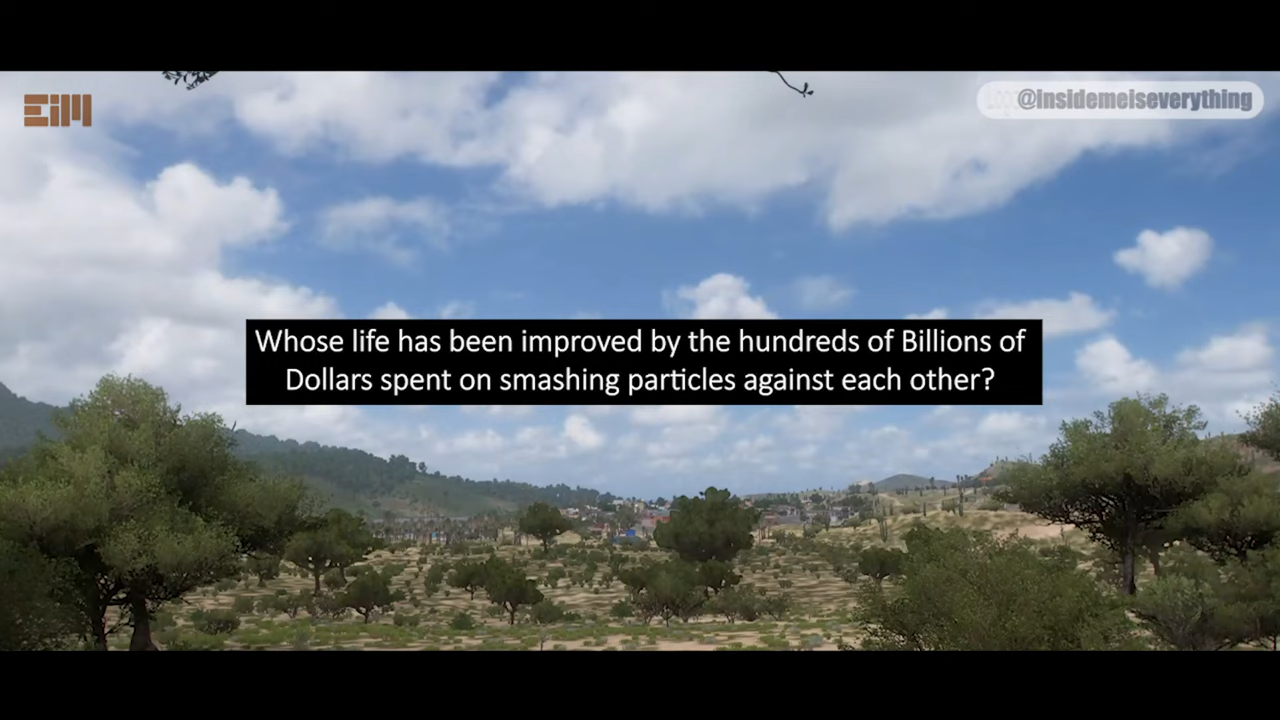 EiM
@Insidemeiseverything
Whose life has been improved by the hundreds of Billions of
Dollars spent on smashing particles against each other?